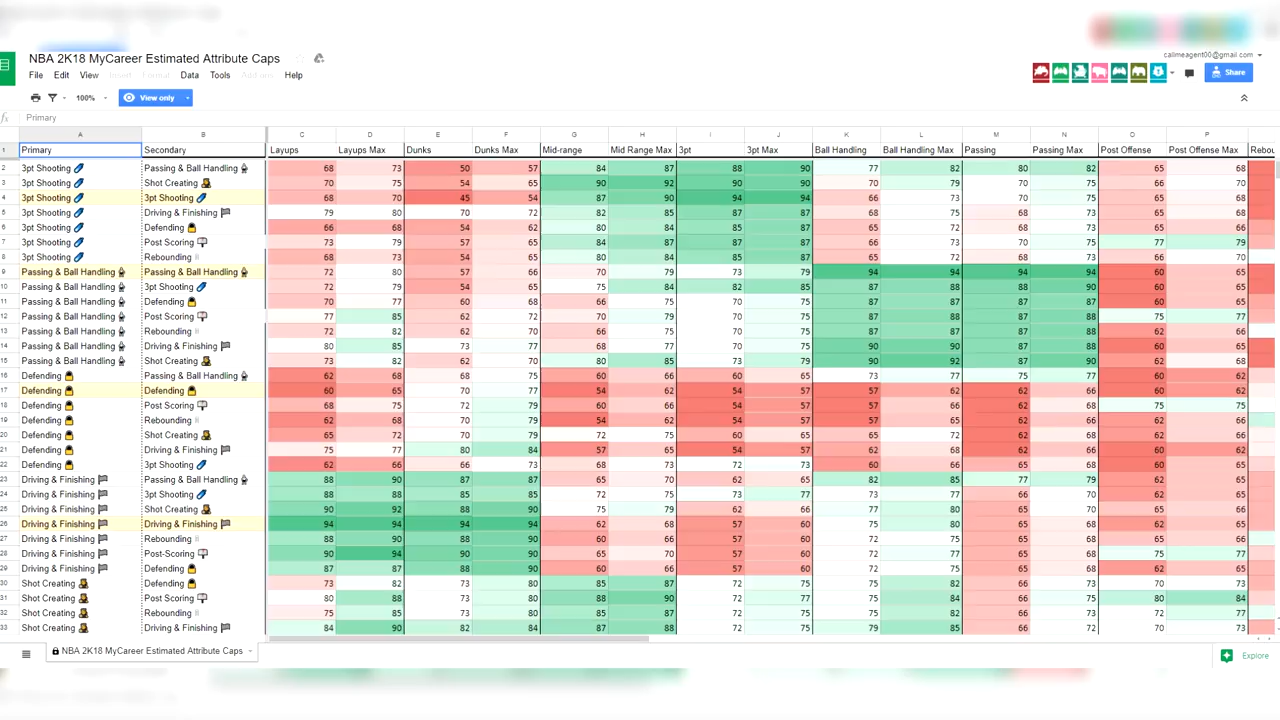 NBA 2K18 MyCareer Estimated Attribute Caps
callmeagent00@gmail.com
File Edit View Insert Format Data Tools Add-ons Help
Share
100% View only
fx Primary
A B C D E F G H I J K L M N O P
1 Primary Secondary Layups Layups Max Dunks Dunks Max Mid-range Mid Range Max 3pt 3pt Max Ball Handling Ball Handling Max Passing Passing Max Post Offense Post Offense Max Rebou
2 3pt Shooting Passing & Ball Handling 68 73 50 57 84 87 88 90 77 82 80 82 65 68
3 3pt Shooting Shot Creating 70 75 54 65 90 92 90 90 70 79 70 75 66 70
4 3pt Shooting 3pt Shooting 68 70 45 54 87 90 94 94 66 73 70 75 65 68
5 3pt Shooting Driving & Finishing 79 80 70 72 82 85 87 87 68 75 68 73 65 68
6 3pt Shooting Defending 66 68 54 62 80 84 85 87 65 72 68 73 65 68
7 3pt Shooting Post Scoring 73 79 57 65 84 87 87 87 66 73 70 75 77 79
8 3pt Shooting Rebounding 68 73 54 65 80 84 85 87 65 72 68 73 66 70
9 Passing & Ball Handling Passing & Ball Handling 72 80 57 66 70 79 73 79 94 94 94 94 60 65
10 Passing & Ball Handling 3pt Shooting 72 77 57 65 75 84 82 85 87 88 88 90 60 65
11 Passing & Ball Handling Defending 70 77 60 68 66 75 70 75 87 87 87 87 60 65
12 Passing & Ball Handling Post Scoring 77 85 62 72 70 79 70 75 87 88 87 88 75 77
13 Passing & Ball Handling Rebounding 72 82 62 70 66 75 70 75 87 87 87 88 62 65
14 Passing & Ball Handling Driving & Finishing 80 85 73 77 68 77 70 75 90 90 87 88 60 65
15 Passing & Ball Handling Shot Creating 73 82 62 70 80 85 73 79 90 92 87 90 62 68
16 Defending Passing & Ball Handling 62 68 68 75 60 66 60 65 73 77 75 77 60 62
17 Defending Defending 60 65 70 77 54 62 54 57 57 62 62 66 60 62
18 Defending Post Scoring 68 75 72 79 60 66 54 57 57 66 62 68 75 75
19 Defending Rebounding 62 68 70 79 54 62 54 57 57 66 62 68 62 65
20 Defending Shot Creating 65 72 70 79 72 75 60 65 65 72 62 68 62 66
21 Defending Driving & Finishing 75 77 80 84 57 65 54 57 62 68 62 68 60 65
22 Defending 3pt Shooting 62 66 66 73 68 73 72 73 60 66 65 68 60 65
23 Driving & Finishing Passing & Ball Handling 88 90 87 87 65 70 62 66 82 85 77 79 62 65
24 Driving & Finishing 3pt Shooting 88 88 85 85 72 75 73 77 73 77 66 70 62 65
25 Driving & Finishing Shot Creating 90 92 88 90 75 79 62 66 77 80 66 70 65 68
26 Driving & Finishing Driving & Finishing 94 94 94 94 62 68 57 60 75 80 65 68 62 65
27 Driving & Finishing Rebounding 88 90 88 90 60 68 57 60 72 77 65 68 65 68
28 Driving & Finishing Post-Scoring 90 94 90 90 65 70 57 60 72 77 65 68 75 77
29 Driving & Finishing Defending 87 87 88 90 60 66 57 60 72 75 65 68 62 65
30 Shot Creating Defending 73 82 73 80 85 87 72 75 75 82 66 73 70 73
31 Shot Creating Post Scoring 80 88 73 80 88 90 72 77 75 84 66 73 80 84
32 Shot Creating Rebounding 75 85 73 82 85 87 72 75 75 82 66 73 72 77
33 Shot Creating Driving & Finishing 84 90 82 84 87 88 72 75 79 85 66 72 70 73
NBA 2K18 MyCareer Estimated Attribute Caps
Explore